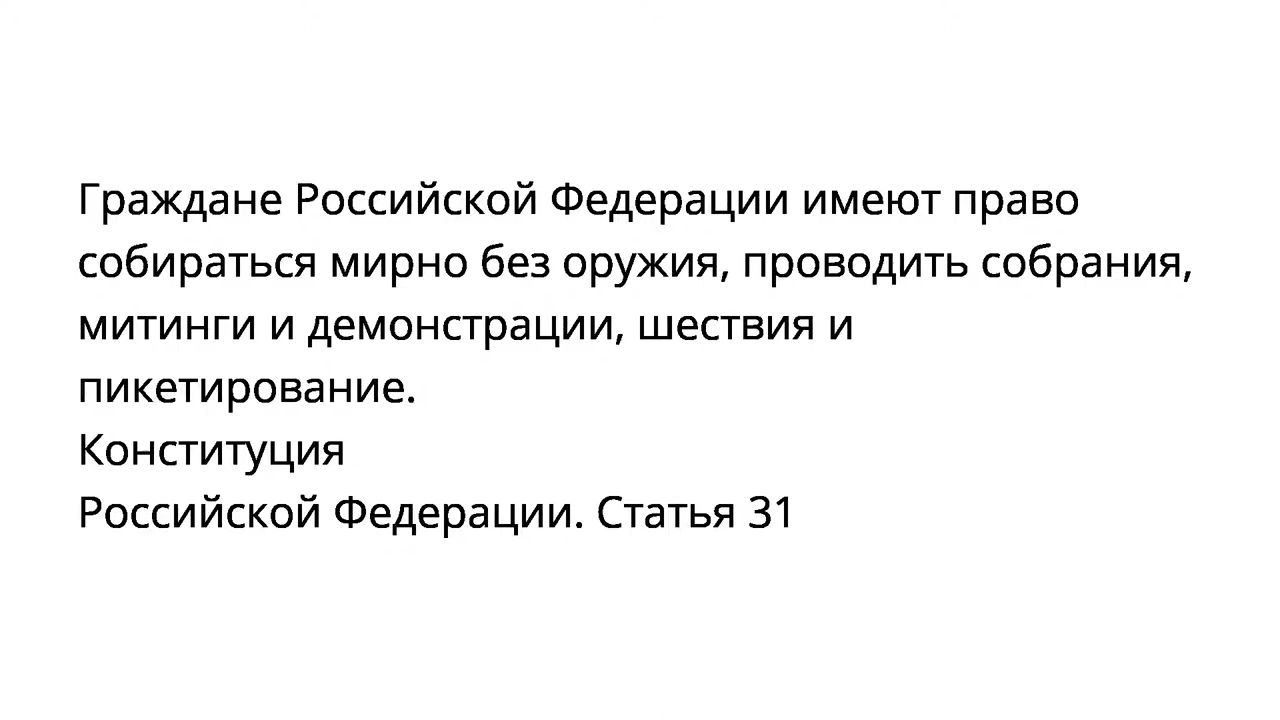 Граждане Российской Федерации имеют право
собираться мирно без оружия, проводить собрания,
митинги и демонстрации, шествия и
пикетирование.
Конституция
Российской Федерации. Статья 31